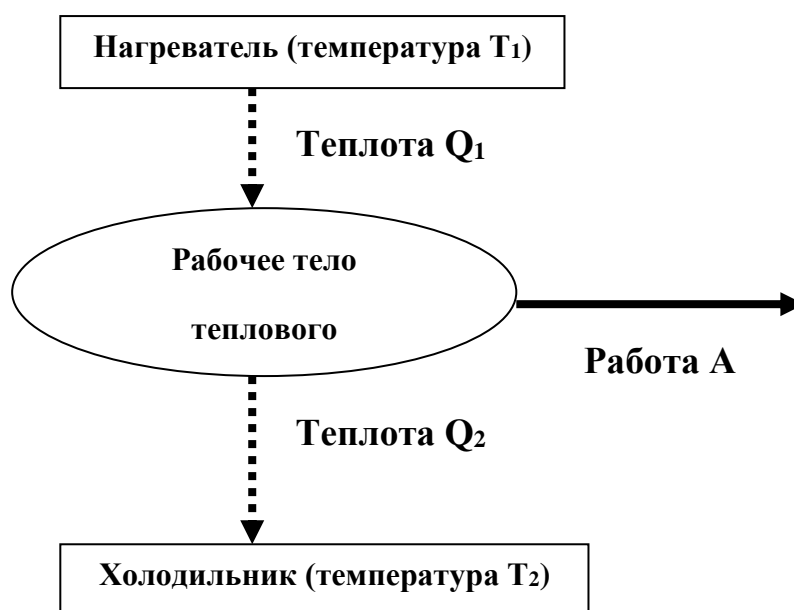 Нагреватель (температура T₁)
Теплота Q₁
Рабочее тело
теплового
Работа А
Теплота Q₂
Холодильник (температура T₂)